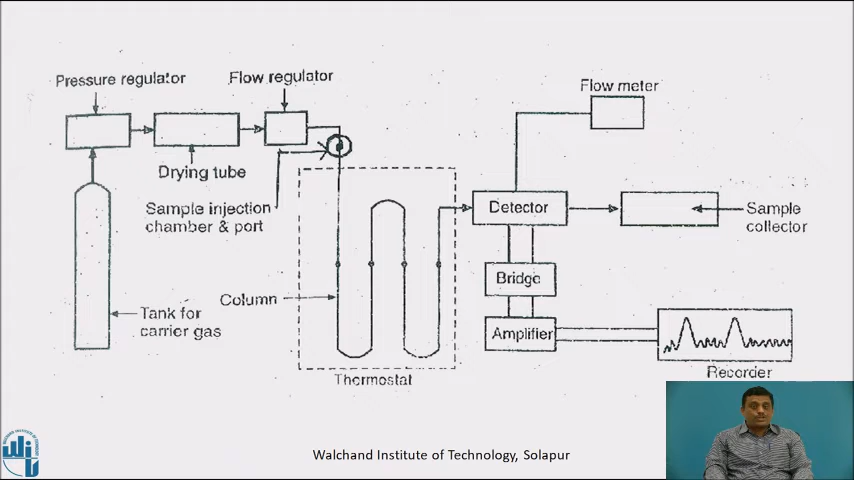 Pressure regulator
Flow regulator
Flow meter
Drying tube
Sample injection
chamber & port
Detector
Sample
collector
Bridge
Column
Tank for
carrier gas
Amplifier
Recorder
Thermostat
Walchand Institute of Technology, Solapur